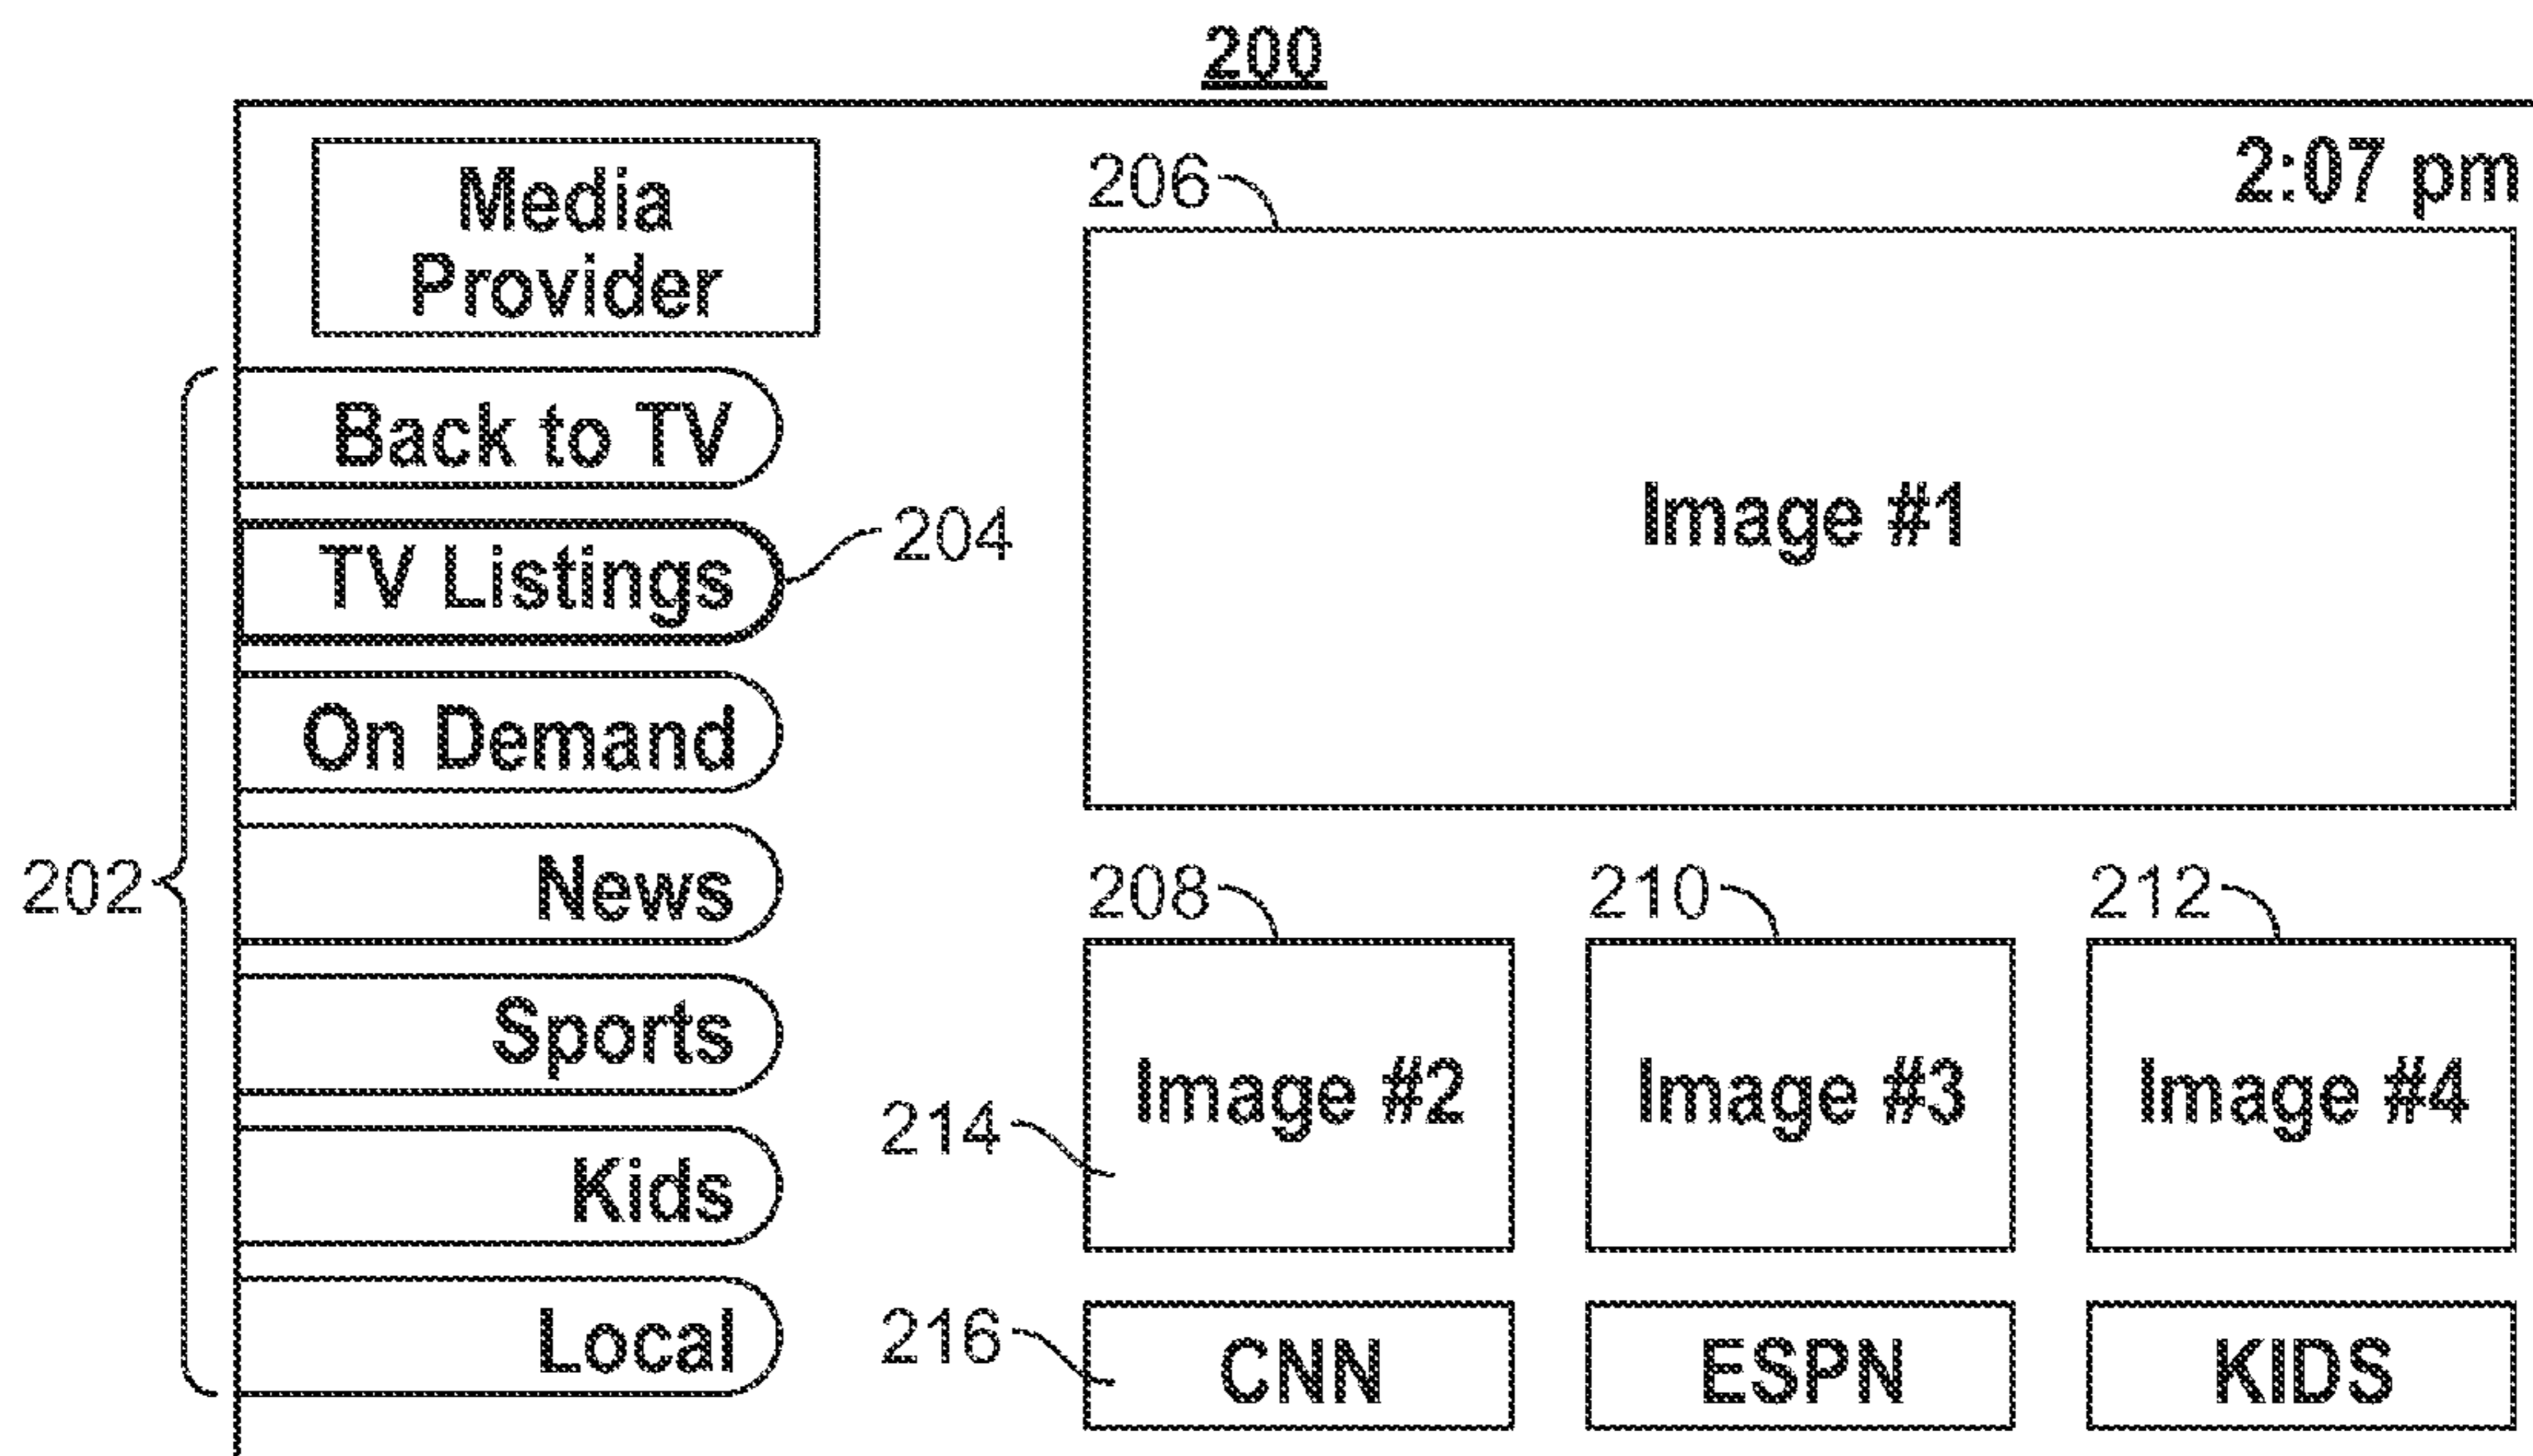 200
2:07 pm
Media
Provider
206
Back to TV
Image #1
TV Listings
204
On Demand
202
News
208
210
212
Sports
Image #2
Image #3
Image #4
214
Kids
Local
216
CNN
ESPN
KIDS